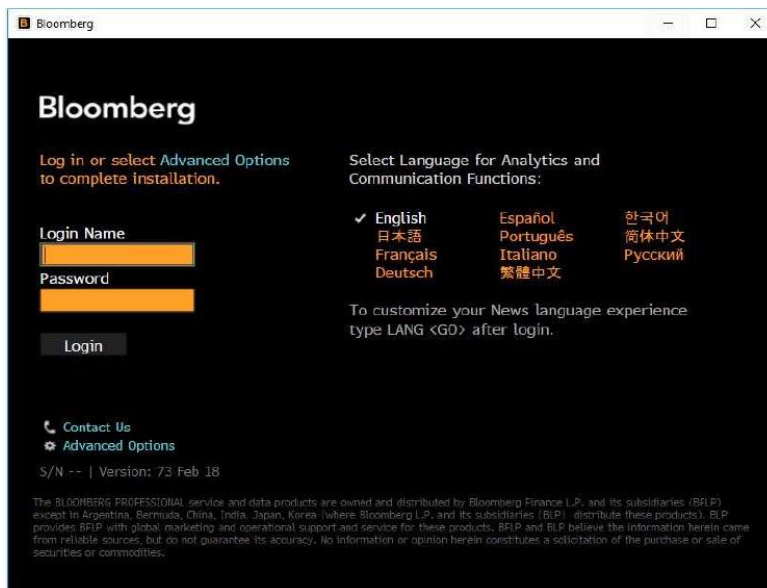 Bloomberg
Bloomberg
Log in or select Advanced Options
to complete installation.
Login Name
Password
Login
Select Language for Analytics and
Communication Functions:
English Español 한국어
日本語 Português 简体中文
Français Italiano Русский
Deutsch 繁體中文
To customize your News language experience
type LANG <GO> after login.
Contact Us
Advanced Options
S/N -- | Version: 73 Feb 18
The BLOOMBERG PROFESSIONAL service and data products are owned and distributed by Bloomberg Finance L.P. and its subsidiaries (BFLP)
except in Argentina, Bermuda, China, India, Japan, Korea (where Bloomberg L.P. and its subsidiaries (BLP) distribute these products). BLP
provides BFLP with global marketing and operational support and service for these products. BFLP and BLP believe the information herein came
from reliable sources, but do not guarantee its accuracy. No information or opinion herein constitutes a solicitation of the purchase or sale of
securities or commodities.